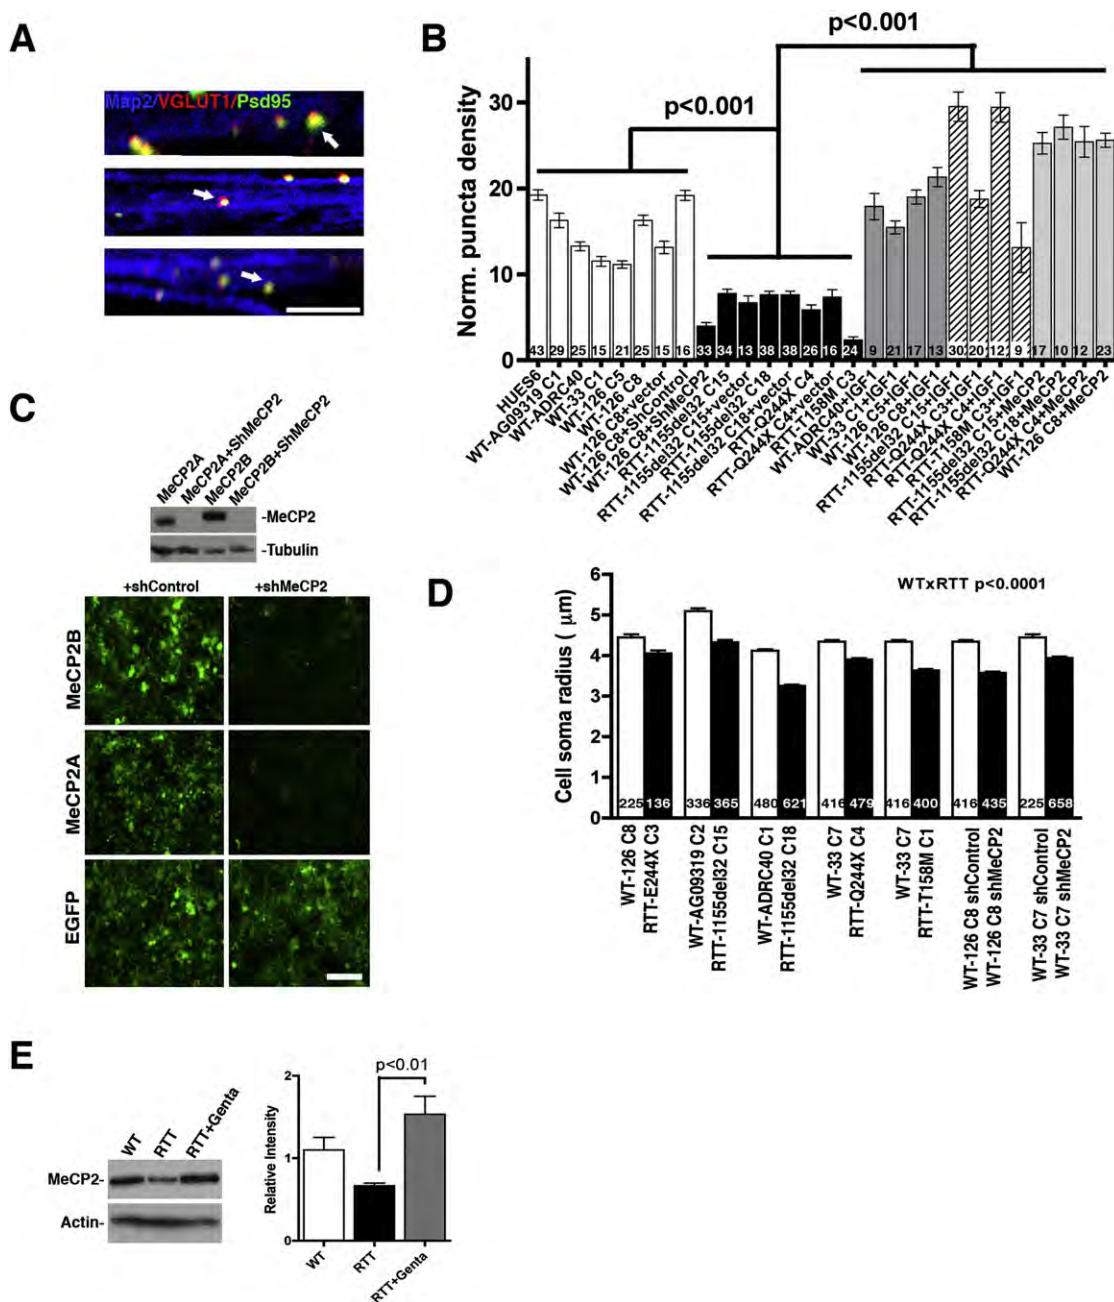 A
Map2/VGLUT1/Psd95
B
p<0.001
p<0.001
Norm. puncta density
30
20
10
0
43 29 25 15 21 25 15 16 33 34 13 38 38 26 16 24 9 21 17 13 30 20 12 9 17 10 12 23
HUES6
WT-AG09319 C1
WT-ADRC40
WT-33 C1
WT-126 C5
WT-126 C8
WT-126 C8+vector
WT-126 C8+ShControl
WT-126 C8+ShMeCP2
RTT-1155del32 C15
RTT-1155del32 C15+vector
RTT-1155del32 C18
RTT-1155del32 C18+vector
RTT-Q244X C4
RTT-Q244X C4+vector
RTT-T158M C3
WT-ADRC40+IGF1
WT-33 C1+IGF1
WT-126 C5+IGF1
WT-126 C8+IGF1
RTT-1155del32 C15+IGF1
RTT-Q244X C3+IGF1
RTT-Q244X C4+IGF1
RTT-T158M C3+IGF1
RTT-1155del32 C15+MeCP2
RTT-1155del32 C18+MeCP2
RTT-Q244X C4+MeCP2
WT-126 C8+MeCP2
C
MeCP2A
MeCP2A+ShMeCP2
MeCP2B
MeCP2B+ShMeCP2
-MeCP2
-Tubulin
+shControl
+shMeCP2
MeCP2B
MeCP2A
EGFP
D
WTxRTT p<0.0001
Cell soma radius ( μm)
6
5
4
3
2
1
0
225 136 336 365 480 621 416 479 416 400 416 435 225 658
WT-126 C8
RTT-E244X C3
WT-AG09319 C2
RTT-1155del32 C15
WT-ADRC40 C1
RTT-1155del32 C18
WT-33 C7
RTT-Q244X C4
WT-33 C7
RTT-T158M C1
WT-126 C8 shControl
WT-126 C8 shMeCP2
WT-33 C7 shControl
WT-33 C7 shMeCP2
E
WT
RTT
RTT+Genta
MeCP2-
Actin-
p<0.01
Relative Intensity
2
1
0
WT
RTT
RTT+Genta